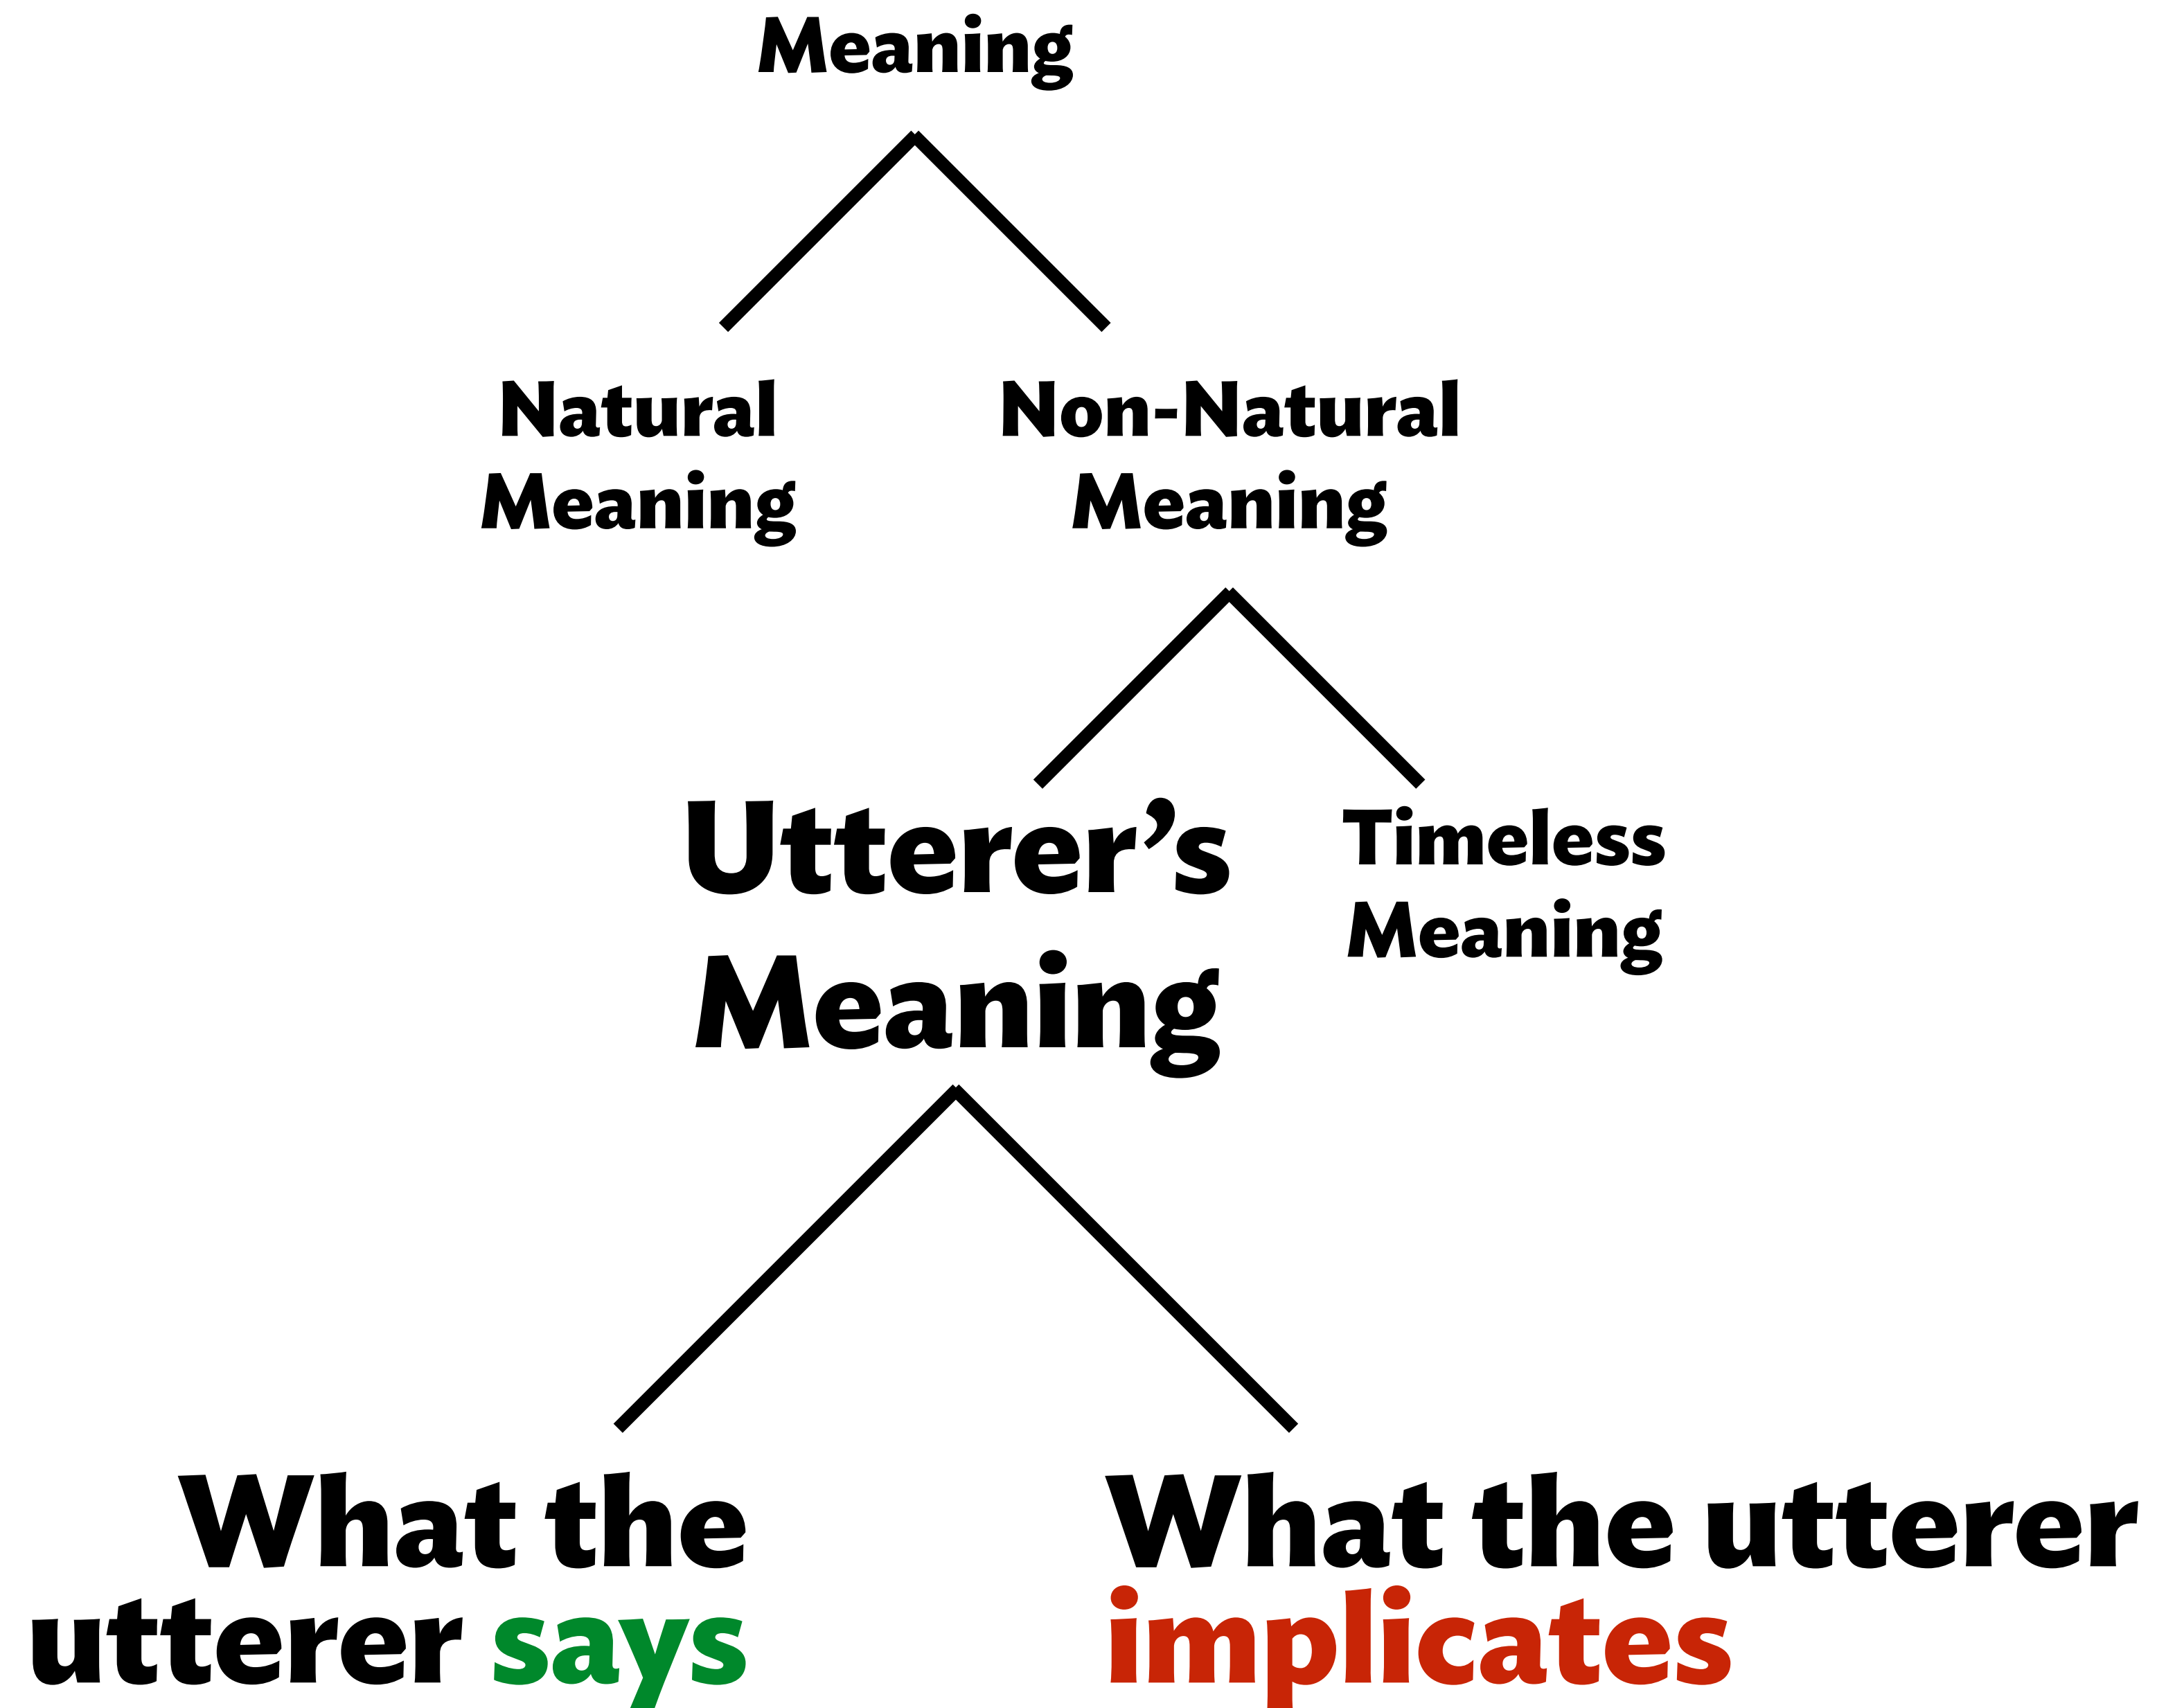 Meaning
Natural
Meaning
Non-Natural
Meaning
Utterer’s
Meaning
Timeless
Meaning
What the
utterer says
What the utterer
implicates